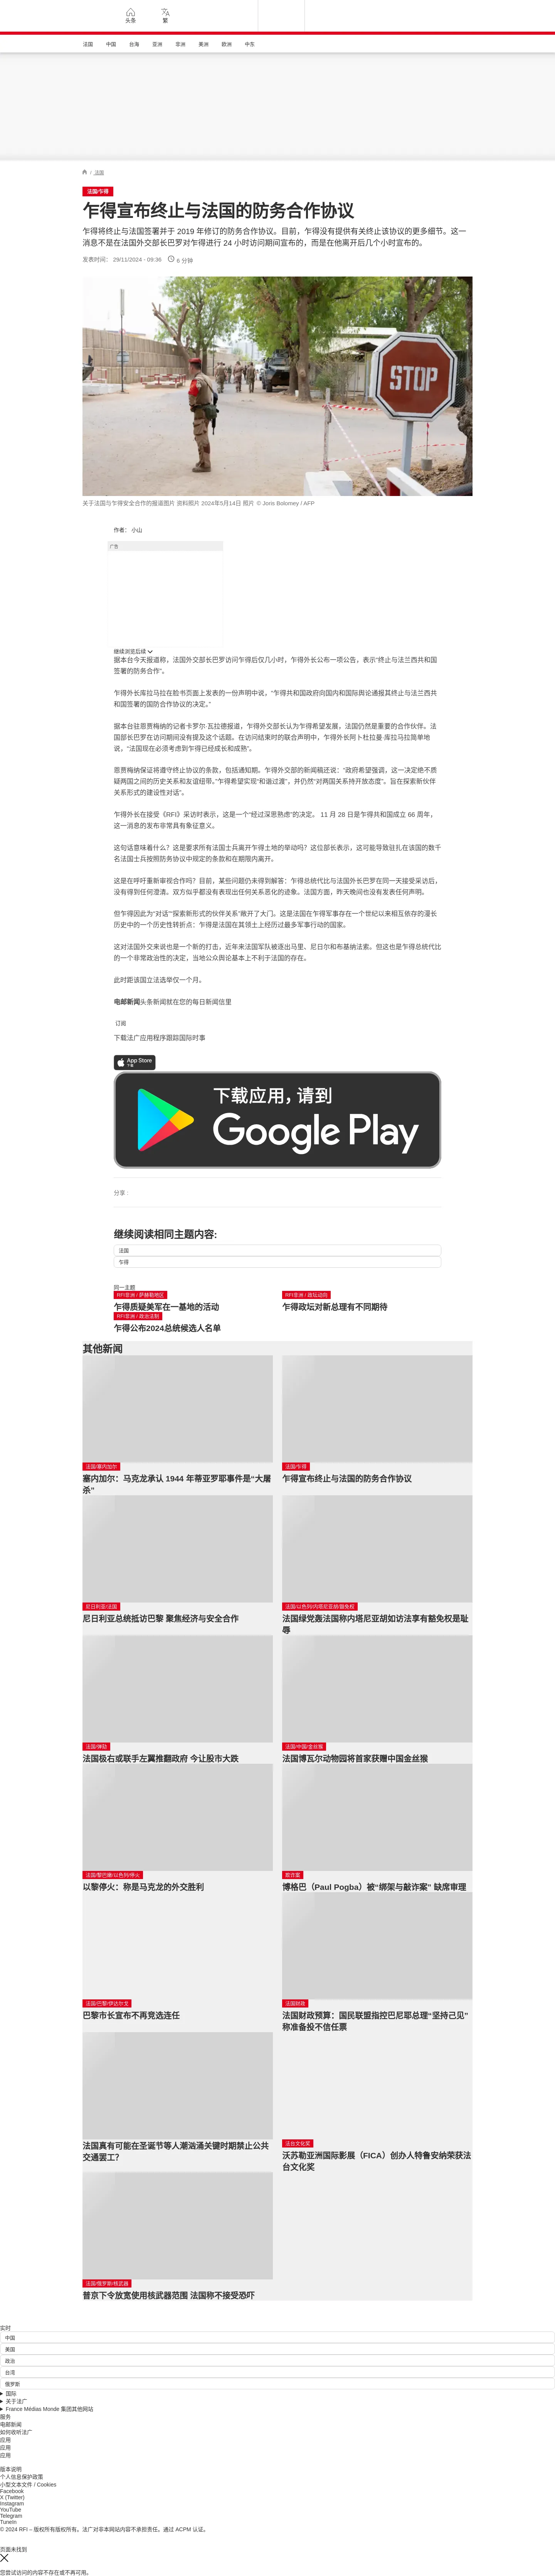 头条
繁
法国 中国 台海 亚洲 非洲 美洲 欧洲 中东
/ 法国
法国/乍得
乍得宣布终止与法国的防务合作协议
乍得将终止与法国签署并于 2019 年修订的防务合作协议。目前，乍得没有提供有关终止该协议的更多细节。这一
消息不是在法国外交部长巴罗对乍得进行 24 小时访问期间宣布的，而是在他离开后几个小时宣布的。
发表时间： 29/11/2024 - 09:36 6 分钟
STOP
关于法国与乍得安全合作的报道图片 资料照片 2024年5月14日 照片 © Joris Bolomey / AFP
作者： 小山
广告
继续浏览后续
据本台今天报道称，法国外交部长巴罗访问乍得后仅几小时，乍得外长公布一项公告，表示“终止与法兰西共和国
签署的防务合作”。
乍得外长库拉马拉在脸书页面上发表的一份声明中说，“乍得共和国政府向国内和国际舆论通报其终止与法兰西共
和国签署的国防合作协议的决定。”
据本台驻恩贾梅纳的记者卡罗尔·瓦拉德报道，乍得外交部长认为乍得希望发展，法国仍然是重要的合作伙伴。法
国部长巴罗在访问期间没有提及这个话题。在访问结束时的联合声明中，乍得外长阿卜杜拉曼·库拉马拉简单地
说，“法国现在必须考虑到乍得已经成长和成熟”。
恩贾梅纳保证将遵守终止协议的条款，包括通知期。乍得外交部的新闻稿还说：“政府希望强调，这一决定绝不质
疑两国之间的历史关系和友谊纽带。”乍得希望实现“和谐过渡”，并仍然“对两国关系持开放态度”。旨在探索新伙伴
关系形式的建设性对话”。
乍得外长在接受《RFI》采访时表示，这是一个“经过深思熟虑”的决定。 11 月 28 日是乍得共和国成立 66 周年，
这一消息的发布非常具有象征意义。
这句话意味着什么？这是要求所有法国士兵离开乍得土地的举动吗？这位部长表示，这可能导致驻扎在该国的数千
名法国士兵按照防务协议中规定的条款和在期限内离开。
这是在呼吁重新审视合作吗？目前，某些问题仍未得到解答：乍得总统代比与法国外长巴罗在同一天接受采访后，
没有得到任何澄清。双方似乎都没有表现出任何关系恶化的迹象。法国方面，昨天晚间也没有发表任何声明。
但乍得因此为“对话”“探索新形式的伙伴关系”敞开了大门。这是法国在乍得军事存在一个世纪以来相互依存的漫长
历史中的一个历史性转折点：乍得是法国在其领土上经历过最多军事行动的国家。
这对法国外交来说也是一个新的打击，近年来法国军队被逐出马里、尼日尔和布基纳法索。但这也是乍得总统代比
的一个非常政治性的决定，当地公众舆论基本上不利于法国的存在。
此时距该国立法选举仅一个月。
电邮新闻头条新闻就在您的每日新闻信里
订阅
下载法广应用程序跟踪国际时事
App Store
下载
下载应用，请到
Google Play
分享 :
继续阅读相同主题内容:
法国
乍得
同一主题
RFI非洲 / 萨赫勒地区
乍得质疑美军在一基地的活动
RFI非洲 / 政坛动向
乍得政坛对新总理有不同期待
RFI非洲 / 政治法制
乍得公布2024总统候选人名单
其他新闻
法国/塞内加尔
塞内加尔：马克龙承认 1944 年蒂亚罗耶事件是“大屠
杀”
法国/乍得
乍得宣布终止与法国的防务合作协议
尼日利亚/法国
尼日利亚总统抵访巴黎 聚焦经济与安全合作
法国/以色列/内塔尼亚胡/豁免权
法国绿党轰法国称内塔尼亚胡如访法享有豁免权是耻
辱
法国/弹劾
法国极右或联手左翼推翻政府 今让股市大跌
法国/中国/金丝猴
法国博瓦尔动物园将首家获赠中国金丝猴
法国/黎巴嫩/以色列/停火
以黎停火：称是马克龙的外交胜利
欺诈案
博格巴（Paul Pogba）被“绑架与敲诈案” 缺席审理
法国/巴黎/伊达尔戈
巴黎市长宣布不再竞选连任
法国财政
法国财政预算：国民联盟指控巴尼耶总理“坚持己见”
称准备投不信任票
法国真有可能在圣诞节等人潮汹涌关键时期禁止公共
交通罢工？
法台文化奖
沃苏勒亚洲国际影展（FICA）创办人特鲁安纳荣获法
台文化奖
法国/俄罗斯/核武器
普京下令放宽使用核武器范围 法国称不接受恐吓
实时
中国
美国
政治
台湾
俄罗斯
国际
关于法广
France Médias Monde 集团其他网站
服务
电邮新闻
如何收听法广
应用
应用
应用
版本说明
个人信息保护政策
小型文本文件 / Cookies
Facebook
X (Twitter)
Instagram
YouTube
Telegram
TuneIn
© 2024 RFI – 版权所有版权所有。法广对非本网站内容不承担责任。通过 ACPM 认证。
页面未找到
您尝试访问的内容不存在或不再可用。